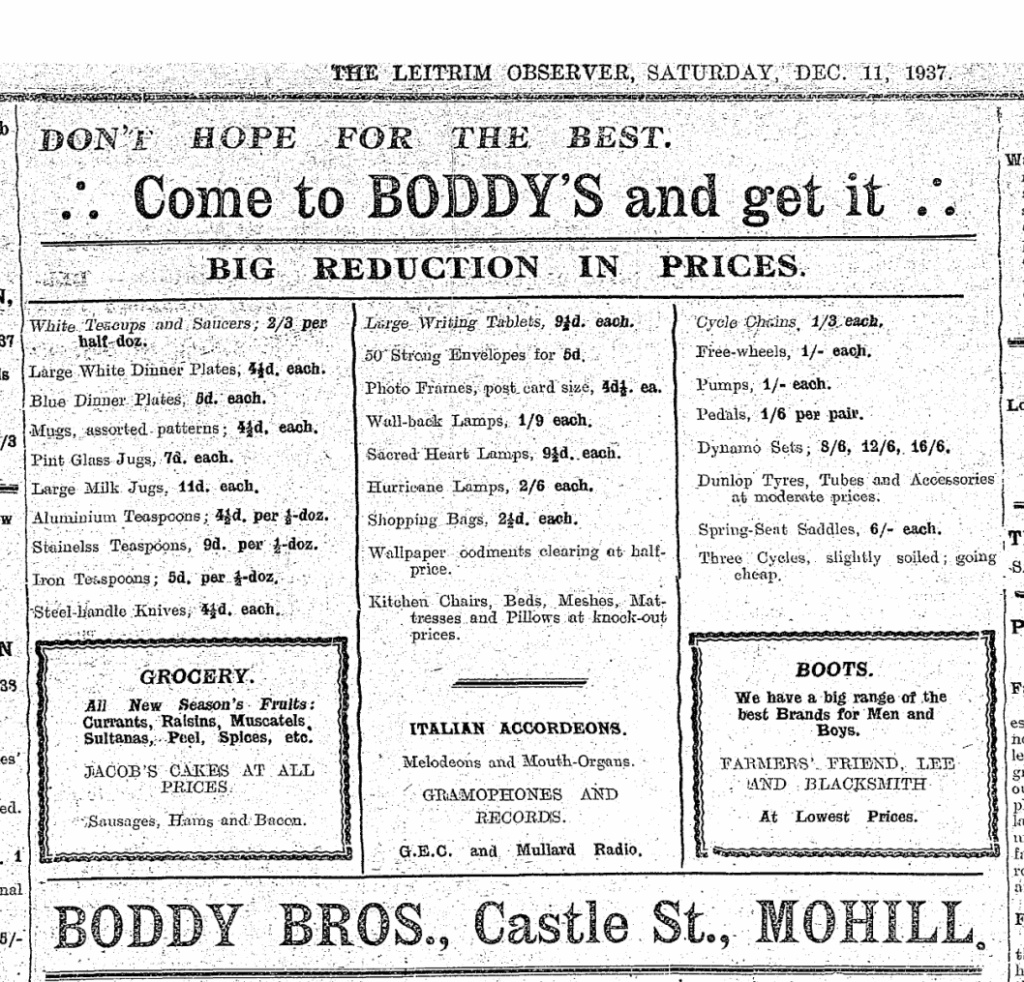 THE LEITRIM OBSERVER, SATURDAY, DEC. 11, 1937.
DON'T HOPE FOR THE BEST.
∴ Come to BODDY'S and get it ∴
BIG REDUCTION IN PRICES.
White Teacups and Saucers; 2/3 per
half-doz.
Large White Dinner Plates, 4½d. each.
Blue Dinner Plates, 5d. each.
Mugs, assorted patterns; 4½d. each.
Pint Glass Jugs, 7d. each.
Large Milk Jugs, 11d. each.
Aluminium Teaspoons; 4½d. per ½-doz.
Stainelss Teaspoons, 9d. per ½-doz.
Iron Teaspoons; 5d. per ½-doz.
Steel-handle Knives, 4½d. each.
GROCERY.
All New Season's Fruits:
Currants, Raisins, Muscatels,
Sultanas, Peel, Spices, etc.
JACOB'S CAKES AT ALL
PRICES.
Sausages, Hams and Bacon.
Large Writing Tablets, 9½d. each.
50 Strong Envelopes for 5d.
Photo Frames, post card size, 4d½. ea.
Wall-back Lamps, 1/9 each.
Sacred Heart Lamps, 9½d. each.
Hurricane Lamps, 2/6 each.
Shopping Bags, 2½d. each.
Wallpaper oodments clearing at half-
price.
Kitchen Chairs, Beds, Meshes, Mat-
tresses and Pillows at knock-out
prices.
ITALIAN ACCORDEONS.
Melodeons and Mouth-Organs.
GRAMOPHONES AND
RECORDS.
G.E.C. and Mullard Radio.
Cycle Chains, 1/3 each.
Free-wheels, 1/- each.
Pumps, 1/- each.
Pedals, 1/6 per pair.
Dynamo Sets; 8/6, 12/6, 16/6.
Dunlop Tyres, Tubes and Accessories
at moderate prices.
Spring-Seat Saddles, 6/- each.
Three Cycles, slightly soiled; going
cheap.
BOOTS.
We have a big range of the
best Brands for Men and
Boys.
FARMERS' FRIEND, LEE
AND BLACKSMITH
At Lowest Prices.
BODDY BROS., Castle St., MOHILL.